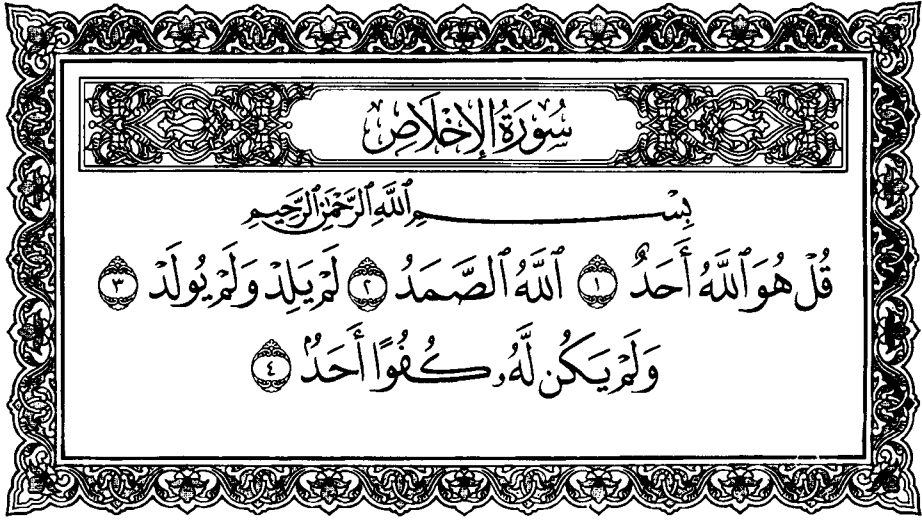 سُورَةُ الإِخْلَاصِ
بِسْمِ ٱللَّهِ ٱلرَّحْمَٰنِ ٱلرَّحِيمِ
قُلْ هُوَ ٱللَّهُ أَحَدٌ ١ ٱللَّهُ ٱلصَّمَدُ ٢ لَمْ يَلِدْ وَلَمْ يُولَدْ ٣
وَلَمْ يَكُن لَّهُۥ كُفُوًا أَحَدٌۢ ٤